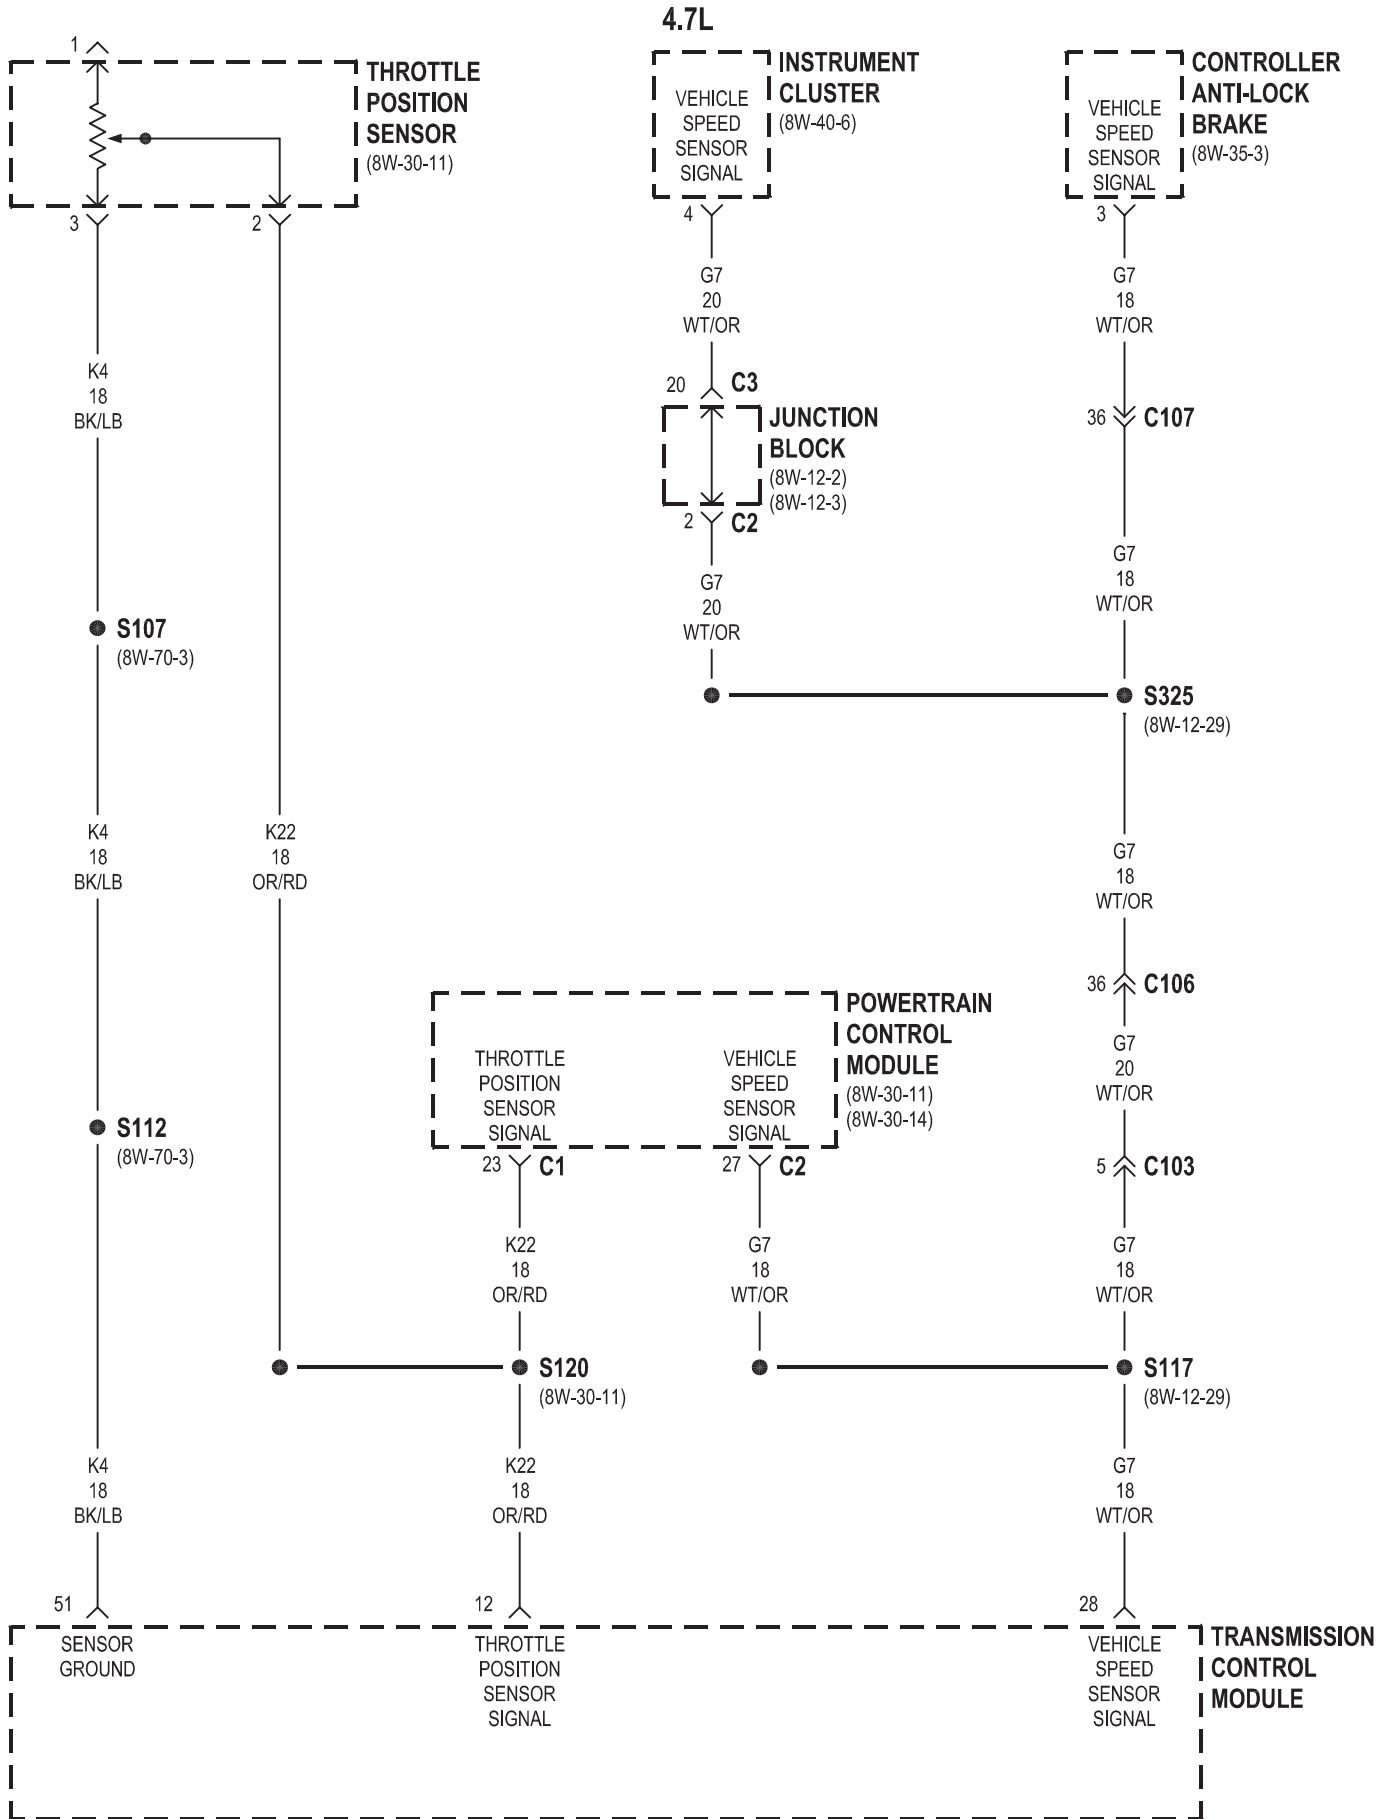 4.7L
1
THROTTLE
POSITION
SENSOR
(8W-30-11)
3
2
INSTRUMENT
CLUSTER
(8W-40-6)
VEHICLE
SPEED
SENSOR
SIGNAL
4
CONTROLLER
ANTI-LOCK
BRAKE
(8W-35-3)
VEHICLE
SPEED
SENSOR
SIGNAL
3
G7
20
WT/OR
G7
18
WT/OR
K4
18
BK/LB
20
C3
JUNCTION
BLOCK
(8W-12-2)
(8W-12-3)
2
C2
36
C107
G7
20
WT/OR
G7
18
WT/OR
S107
(8W-70-3)
S325
(8W-12-29)
K4
18
BK/LB
K22
18
OR/RD
G7
18
WT/OR
36
C106
POWERTRAIN
CONTROL
MODULE
(8W-30-11)
(8W-30-14)
THROTTLE
POSITION
SENSOR
SIGNAL
VEHICLE
SPEED
SENSOR
SIGNAL
G7
20
WT/OR
S112
(8W-70-3)
23
C1
27
C2
5
C103
K22
18
OR/RD
G7
18
WT/OR
G7
18
WT/OR
S120
(8W-30-11)
S117
(8W-12-29)
K4
18
BK/LB
K22
18
OR/RD
G7
18
WT/OR
51
12
28
SENSOR
GROUND
THROTTLE
POSITION
SENSOR
SIGNAL
VEHICLE
SPEED
SENSOR
SIGNAL
TRANSMISSION
CONTROL
MODULE